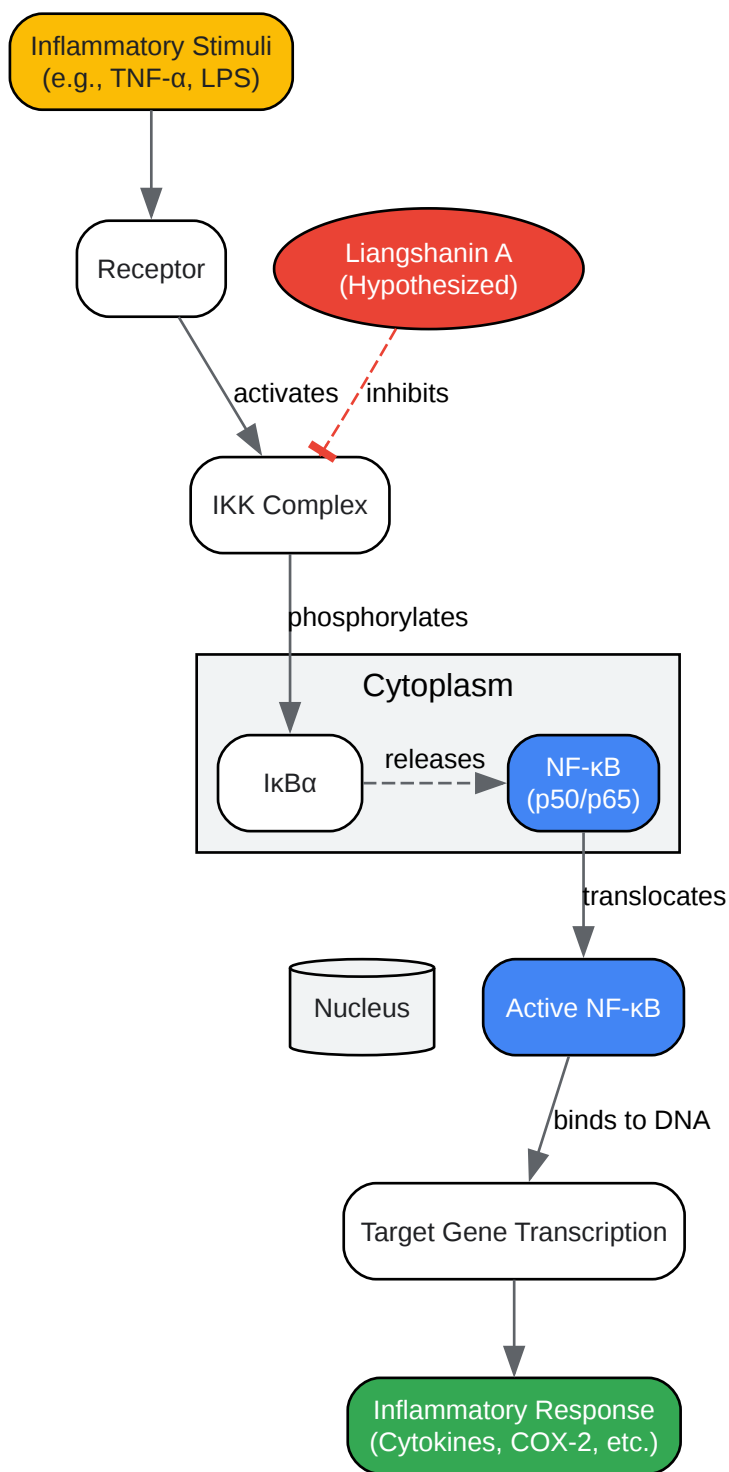 Inflammatory Stimuli
(e.g., TNF-α, LPS)
Receptor
Liangshanin A
(Hypothesized)
activates
inhibits
IKK Complex
phosphorylates
Cytoplasm
IκBα
releases
NF-κB
(p50/p65)
translocates
Nucleus
Active NF-κB
binds to DNA
Target Gene Transcription
Inflammatory Response
(Cytokines, COX-2, etc.)